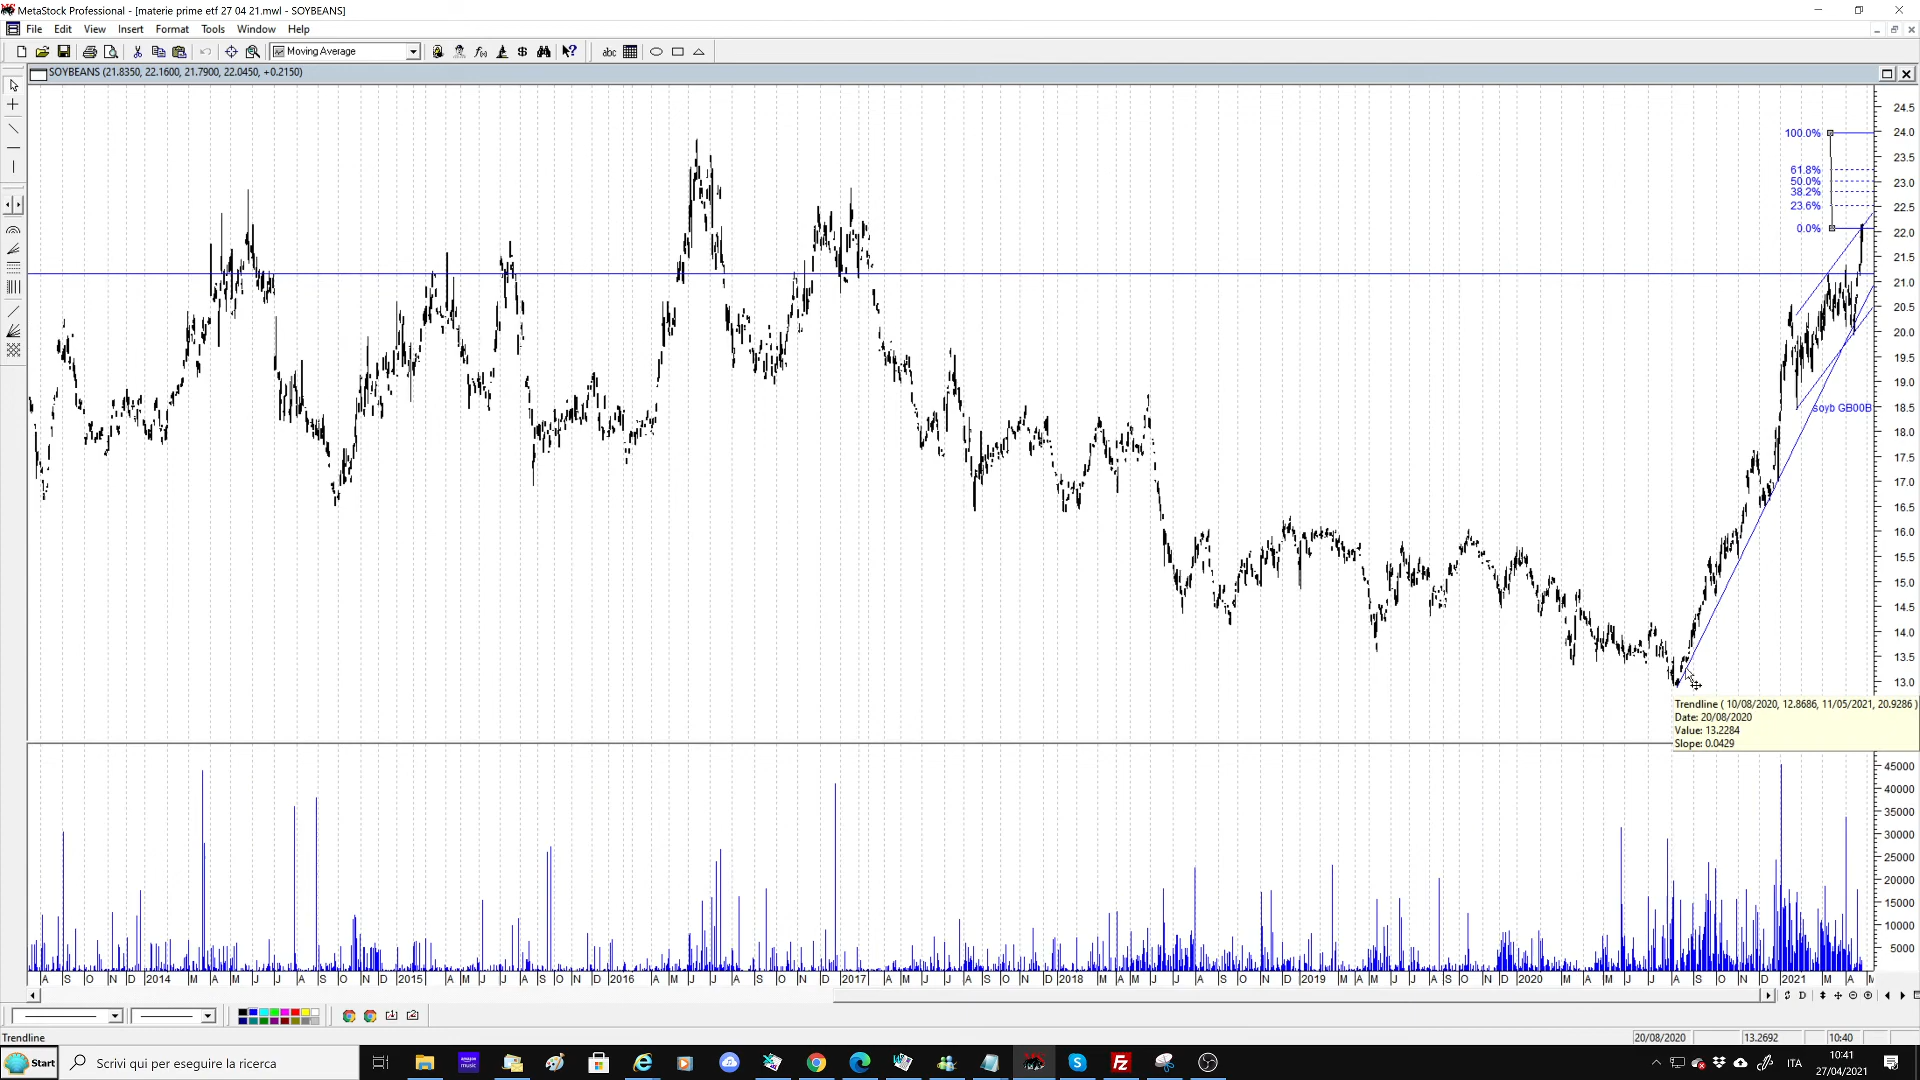 MetaStock Professional - [materie prime etf 27 04 21.mwl - SOYBEANS]
File Edit View Insert Format Tools Window Help
Moving Average
abc
SOYBEANS (21.8350, 22.1600, 21.7900, 22.0450, +0.2150)
24.5
100.0%
24.0
23.5
61.8%
50.0%
23.0
38.2%
23.6%
22.5
0.0%
22.0
21.5
21.0
20.5
20.0
19.5
19.0
soyb GB00B
18.5
18.0
17.5
17.0
16.5
16.0
15.5
15.0
14.5
14.0
13.5
13.0
Trendline ( 10/08/2020, 12.8686, 11/05/2021, 20.9286 )
Date: 20/08/2020
Value: 13.2284
Slope: 0.0429
45000
40000
35000
30000
25000
20000
15000
10000
5000
A S O N D 2014 M A M J J A S O N D 2015 A M J J A S O N D 2016 A M J J A S O N D 2017 A M J J A S O N D 2018 M A M J J A S O N D 2019 M A M J J A S O N D 2020 M A M J J A S O N D 2021 M A M
D
Trendline
20/08/2020 13.2692 10:40
Start
Scrivi qui per eseguire la ricerca
ITA
10:41
27/04/2021